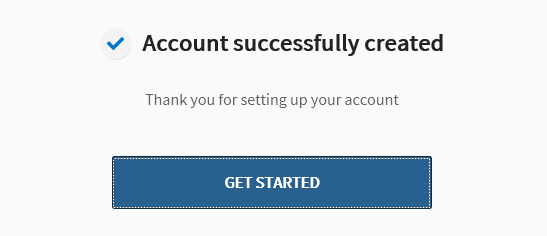 Account successfully created
Thank you for setting up your account
GET STARTED